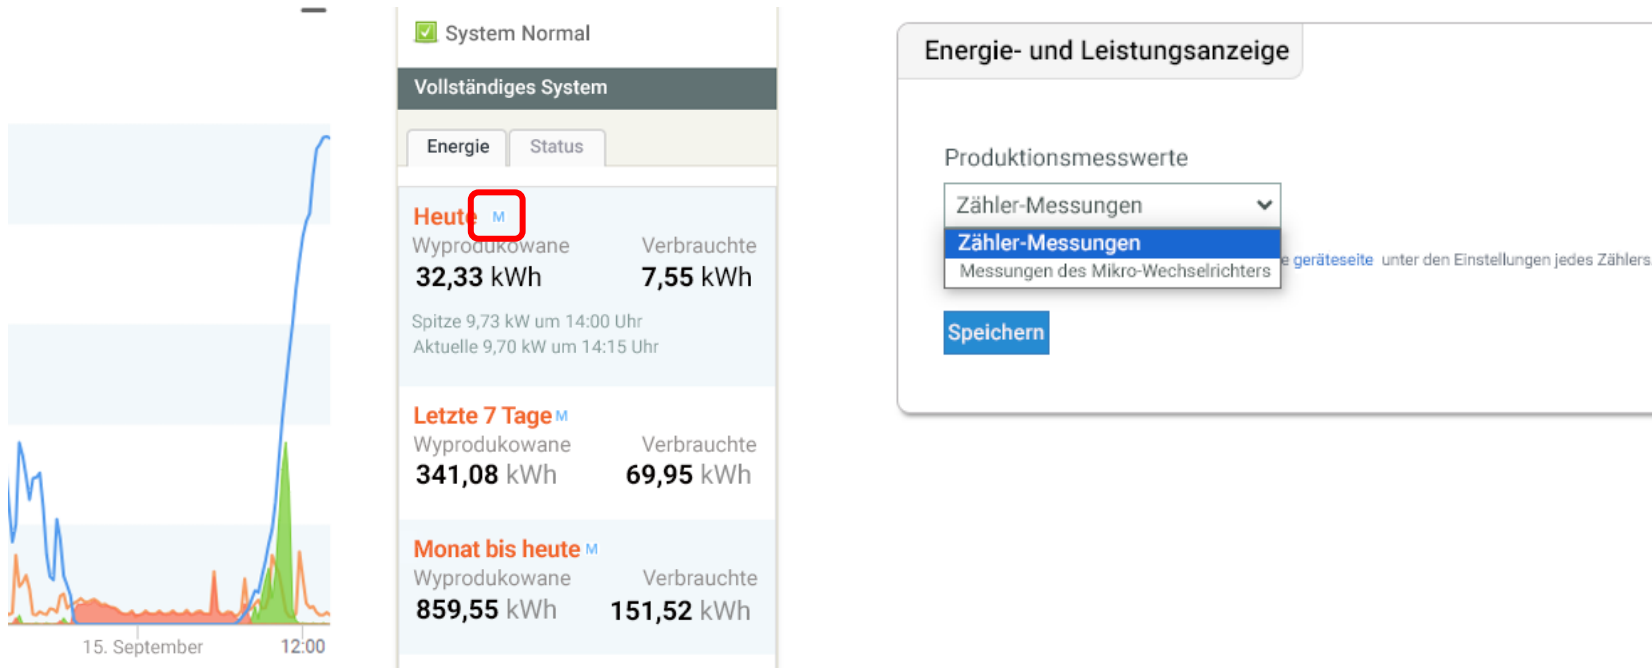 15. September
12:00
System Normal
Vollständiges System
Energie
Status
Heute M
Wyprodukowane
Verbrauchte
32,33 kWh
7,55 kWh
Spitze 9,73 kW um 14:00 Uhr
Aktuelle 9,70 kW um 14:15 Uhr
Letzte 7 Tage M
Wyprodukowane
Verbrauchte
341,08 kWh
69,95 kWh
Monat bis heute M
Wyprodukowane
Verbrauchte
859,55 kWh
151,52 kWh
Energie- und Leistungsanzeige
Produktionsmesswerte
Zähler-Messungen
Zähler-Messungen
Messungen des Mikro-Wechselrichters
geräteseite unter den Einstellungen jedes Zählers
Speichern